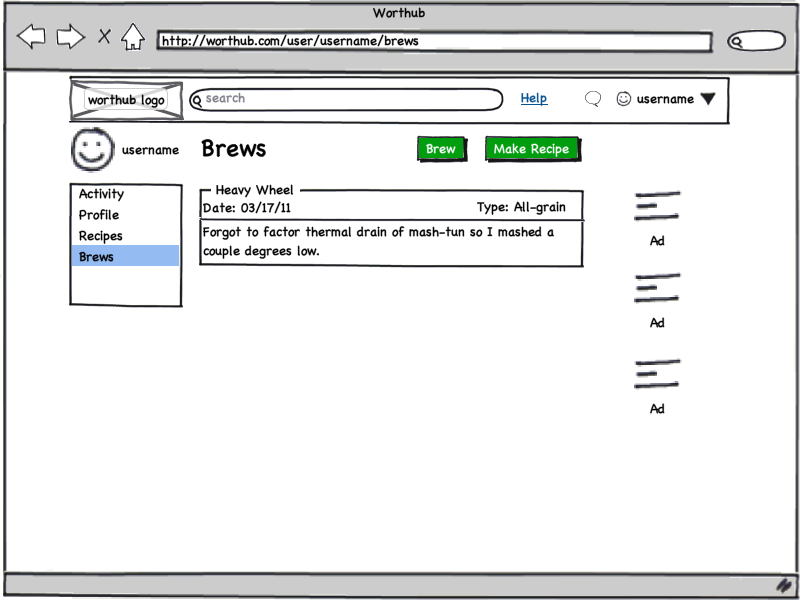 Worthub
http://worthub.com/user/username/brews
worthub logo
search
Help
username
username
Brews
Brew
Make Recipe
Activity
Profile
Recipes
Brews
Heavy Wheel
Date: 03/17/11
Type: All-grain
Forgot to factor thermal drain of mash-tun so I mashed a
couple degrees low.
Ad
Ad
Ad